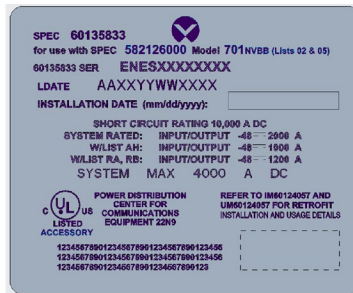 SPEC 60135833
for use with SPEC 582126000 Model 701NVBB (Lists 02 & 05)
60135833 SER ENESXXXXXXXX
LDATE AAXXYYWWXXXX
INSTALLATION DATE (mm/dd/yyyy):
SHORT CIRCUIT RATING 10,000 A DC
SYSTEM RATED: INPUT/OUTPUT -48⎓2000 A
W/LIST AH: INPUT/OUTPUT -48⎓1000 A
W/LIST RA, RB: INPUT/OUTPUT -48⎓1200 A
SYSTEM MAX 4000 A DC
C UL US
LISTED
ACCESSORY
POWER DISTRIBUTION
CENTER FOR
COMMUNICATIONS
EQUIPMENT 22N9
REFER TO IM60124057 AND
UM60124057 FOR RETROFIT
INSTALLATION AND USAGE DETAILS
123456789012345678901234567890123456
123456789012345678901234567890123456
123456789012345678901234567890123